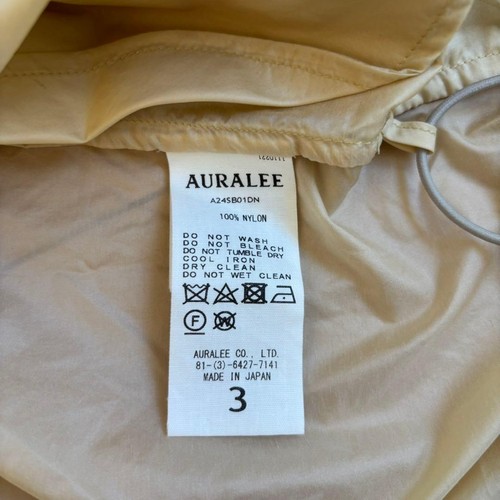 AURALEE
A24SB01DN
100% NYLON
DO NOT WASH
DO NOT BLEACH
DO NOT TUMBLE DRY
COOL IRON
DRY CLEAN
DO NOT WET CLEAN
F
W
AURALEE CO., LTD.
81-(3)-6427-7141
MADE IN JAPAN
3